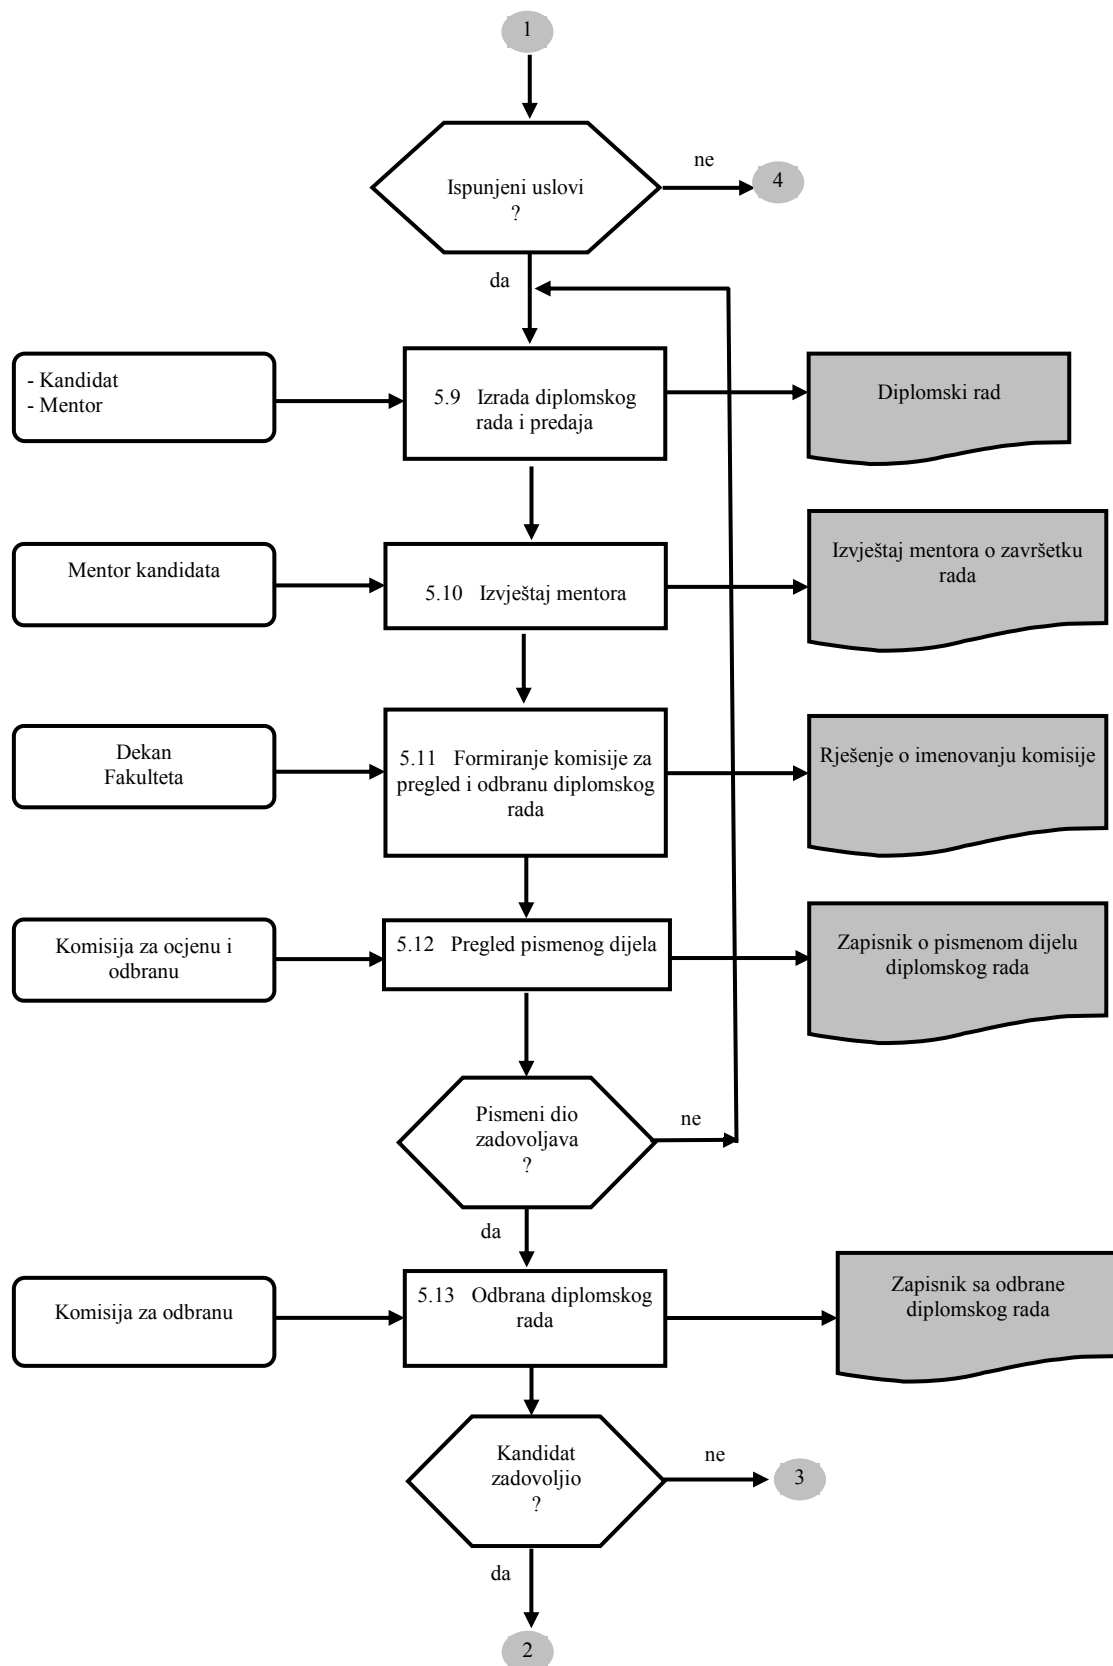 1
ne
4
Ispunjeni uslovi
?
da
- Kandidat
- Mentor
5.9 Izrada diplomskog
rada i predaja
Diplomski rad
Mentor kandidata
5.10 Izvještaj mentora
Izvještaj mentora o završetku
rada
Dekan
Fakulteta
5.11 Formiranje komisije za
pregled i odbranu diplomskog
rada
Rješenje o imenovanju komisije
Komisija za ocjenu i
odbranu
5.12 Pregled pismenog dijela
Zapisnik o pismenom dijelu
diplomskog rada
Pismeni dio
zadovoljava
?
ne
da
Komisija za odbranu
5.13 Odbrana diplomskog
rada
Zapisnik sa odbrane
diplomskog rada
Kandidat
zadovoljio
?
ne
3
da
2